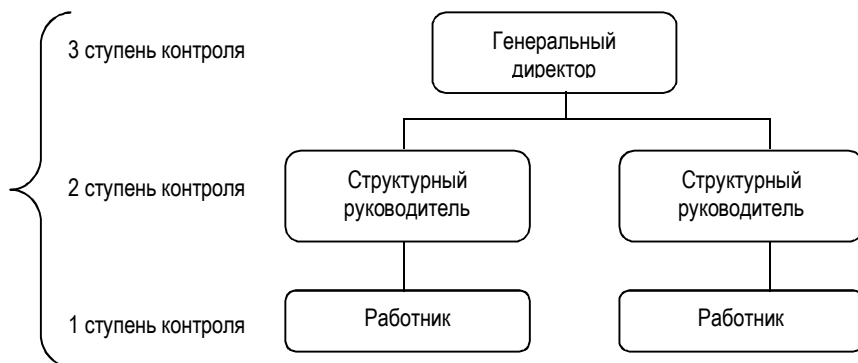 3 ступень контроля
Генеральный
директор
2 ступень контроля
Структурный
руководитель
Структурный
руководитель
1 ступень контроля
Работник
Работник